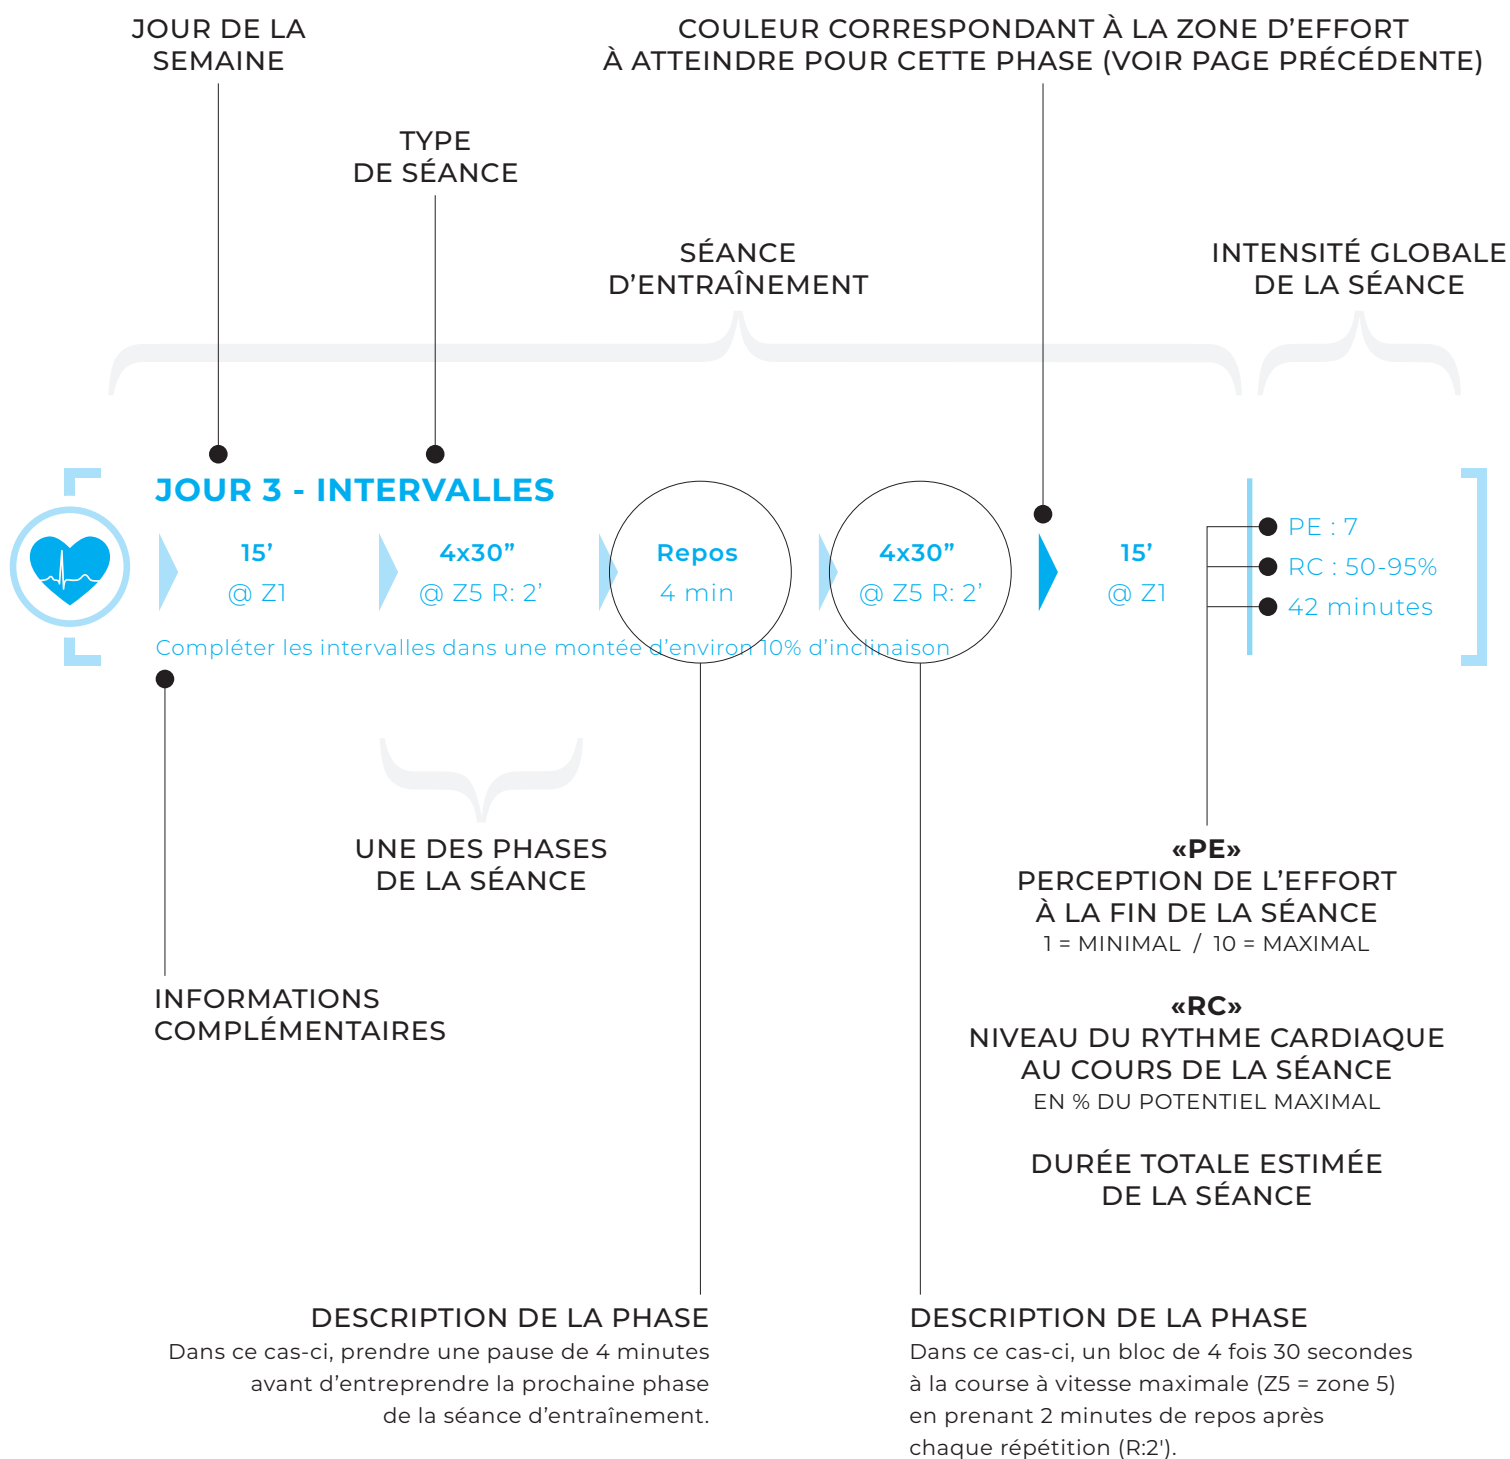 JOUR DE LA
SEMAINE
COULEUR CORRESPONDANT À LA ZONE D’EFFORT
À ATTEINDRE POUR CETTE PHASE (VOIR PAGE PRÉCÉDENTE)
TYPE
DE SÉANCE
SÉANCE
D’ENTRAÎNEMENT
INTENSITÉ GLOBALE
DE LA SÉANCE
JOUR 3 - INTERVALLES
15’
@ Z1
4x30”
@ Z5 R: 2’
Repos
4 min
4x30”
@ Z5 R: 2’
15’
@ Z1
PE : 7
RC : 50-95%
42 minutes
Compléter les intervalles dans une montée d’environ 10% d’inclinaison
UNE DES PHASES
DE LA SÉANCE
INFORMATIONS
COMPLÉMENTAIRES
«PE»
PERCEPTION DE L’EFFORT
À LA FIN DE LA SÉANCE
1 = MINIMAL / 10 = MAXIMAL
«RC»
NIVEAU DU RYTHME CARDIAQUE
AU COURS DE LA SÉANCE
EN % DU POTENTIEL MAXIMAL
DURÉE TOTALE ESTIMÉE
DE LA SÉANCE
DESCRIPTION DE LA PHASE
Dans ce cas-ci, prendre une pause de 4 minutes
avant d’entreprendre la prochaine phase
de la séance d’entraînement.
DESCRIPTION DE LA PHASE
Dans ce cas-ci, un bloc de 4 fois 30 secondes
à la course à vitesse maximale (Z5 = zone 5)
en prenant 2 minutes de repos après
chaque répétition (R:2').